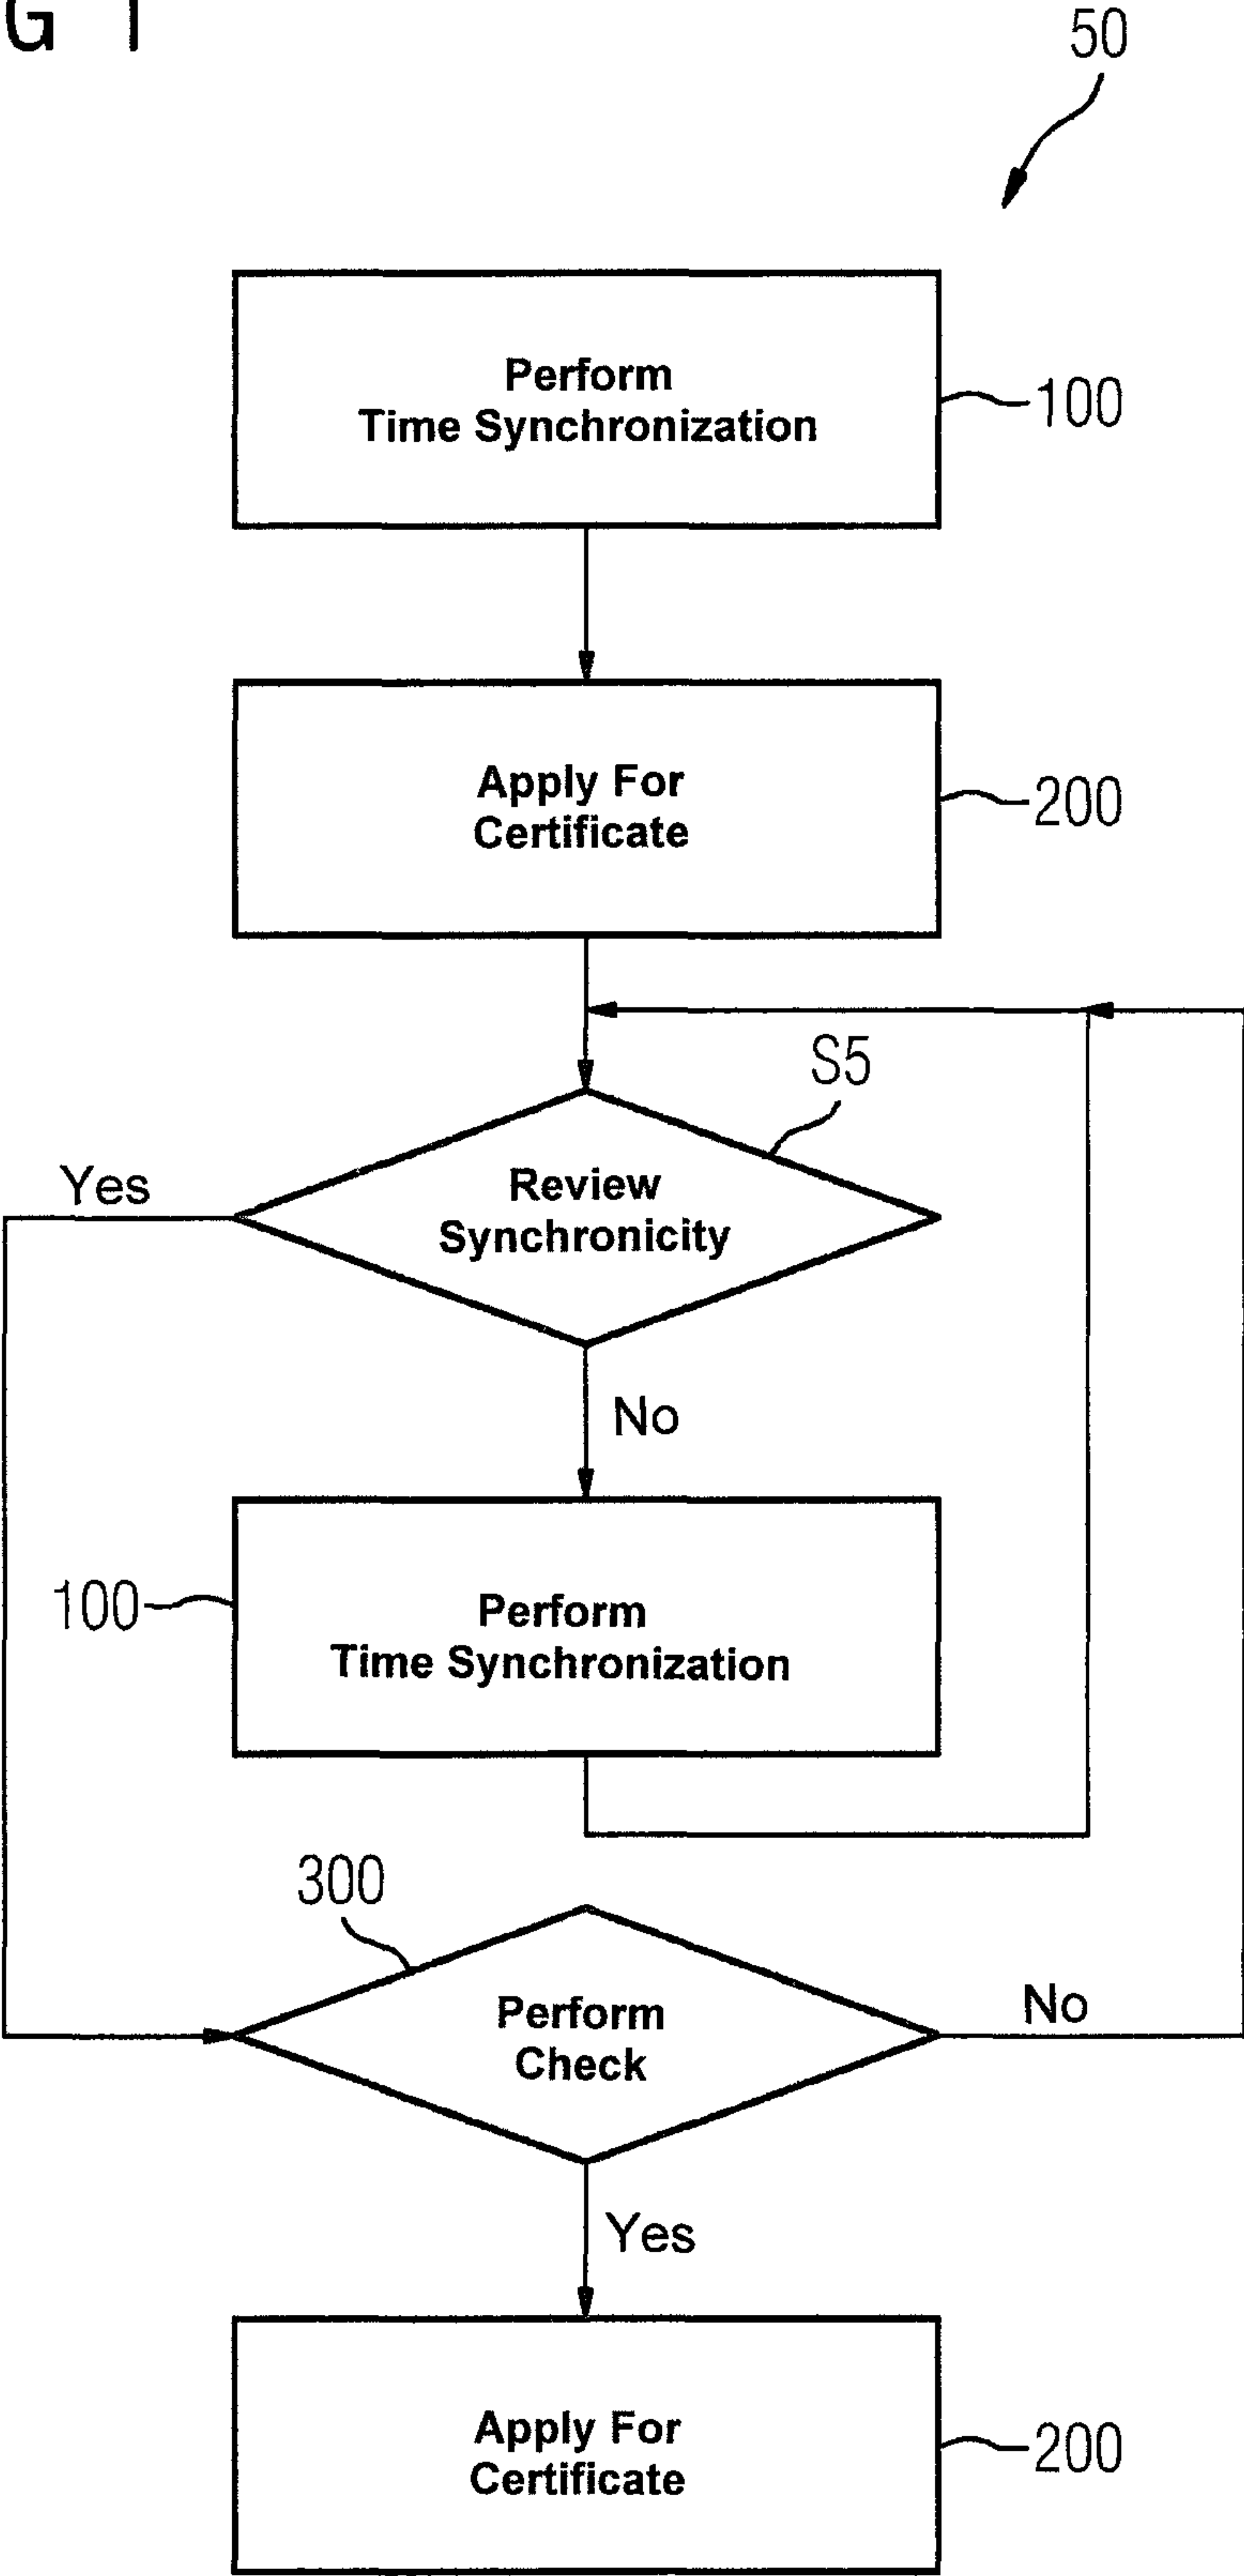 G 1
50
Perform
Time Synchronization
100
Apply For
Certificate
200
S5
Yes
Review
Synchronicity
No
100
Perform
Time Synchronization
300
Perform
Check
No
Yes
Apply For
Certificate
200